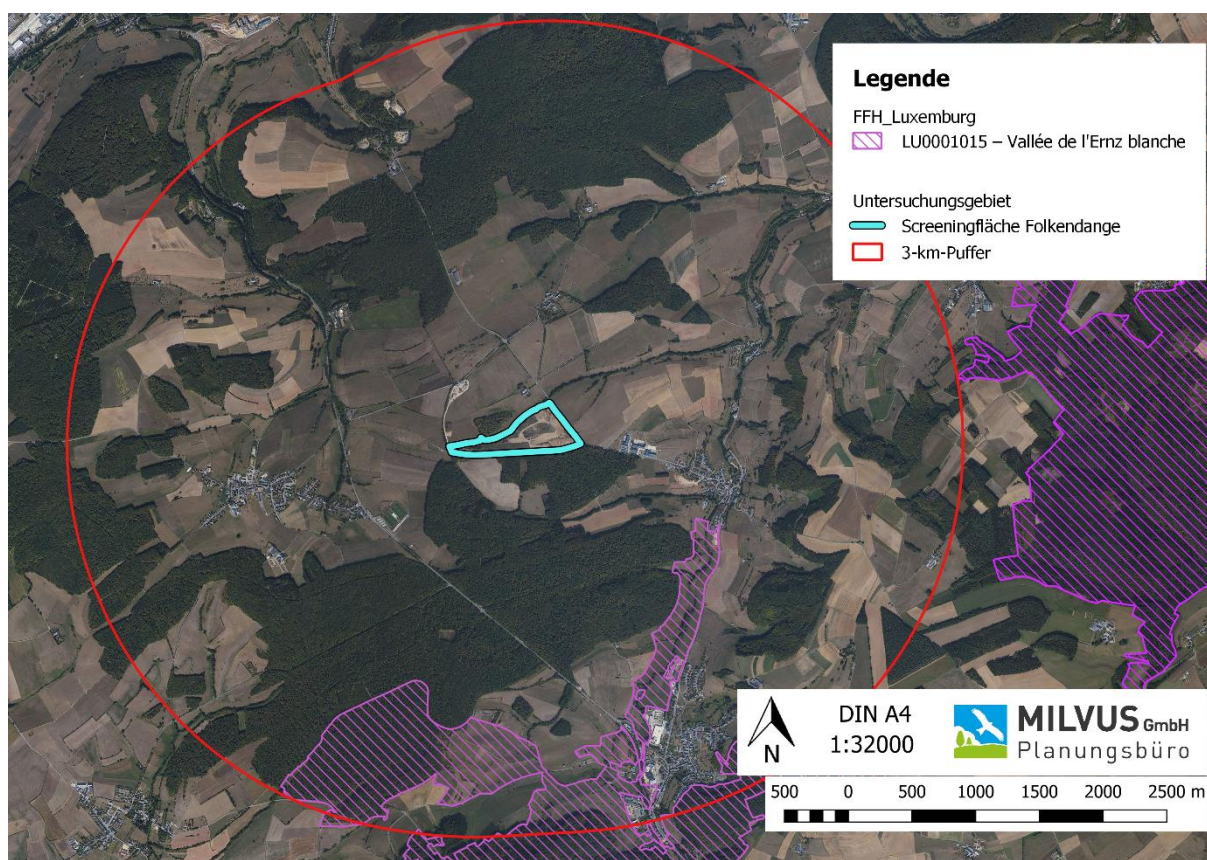 Legende
FFH_Luxemburg
LU0001015 – Vallée de l'Ernz blanche
Untersuchungsgebiet
Screeningfläche Folkendange
3-km-Puffer
N
DIN A4
1:32000
MILVUS GmbH
Planungsbüro
500 0 500 1000 1500 2000 2500 m